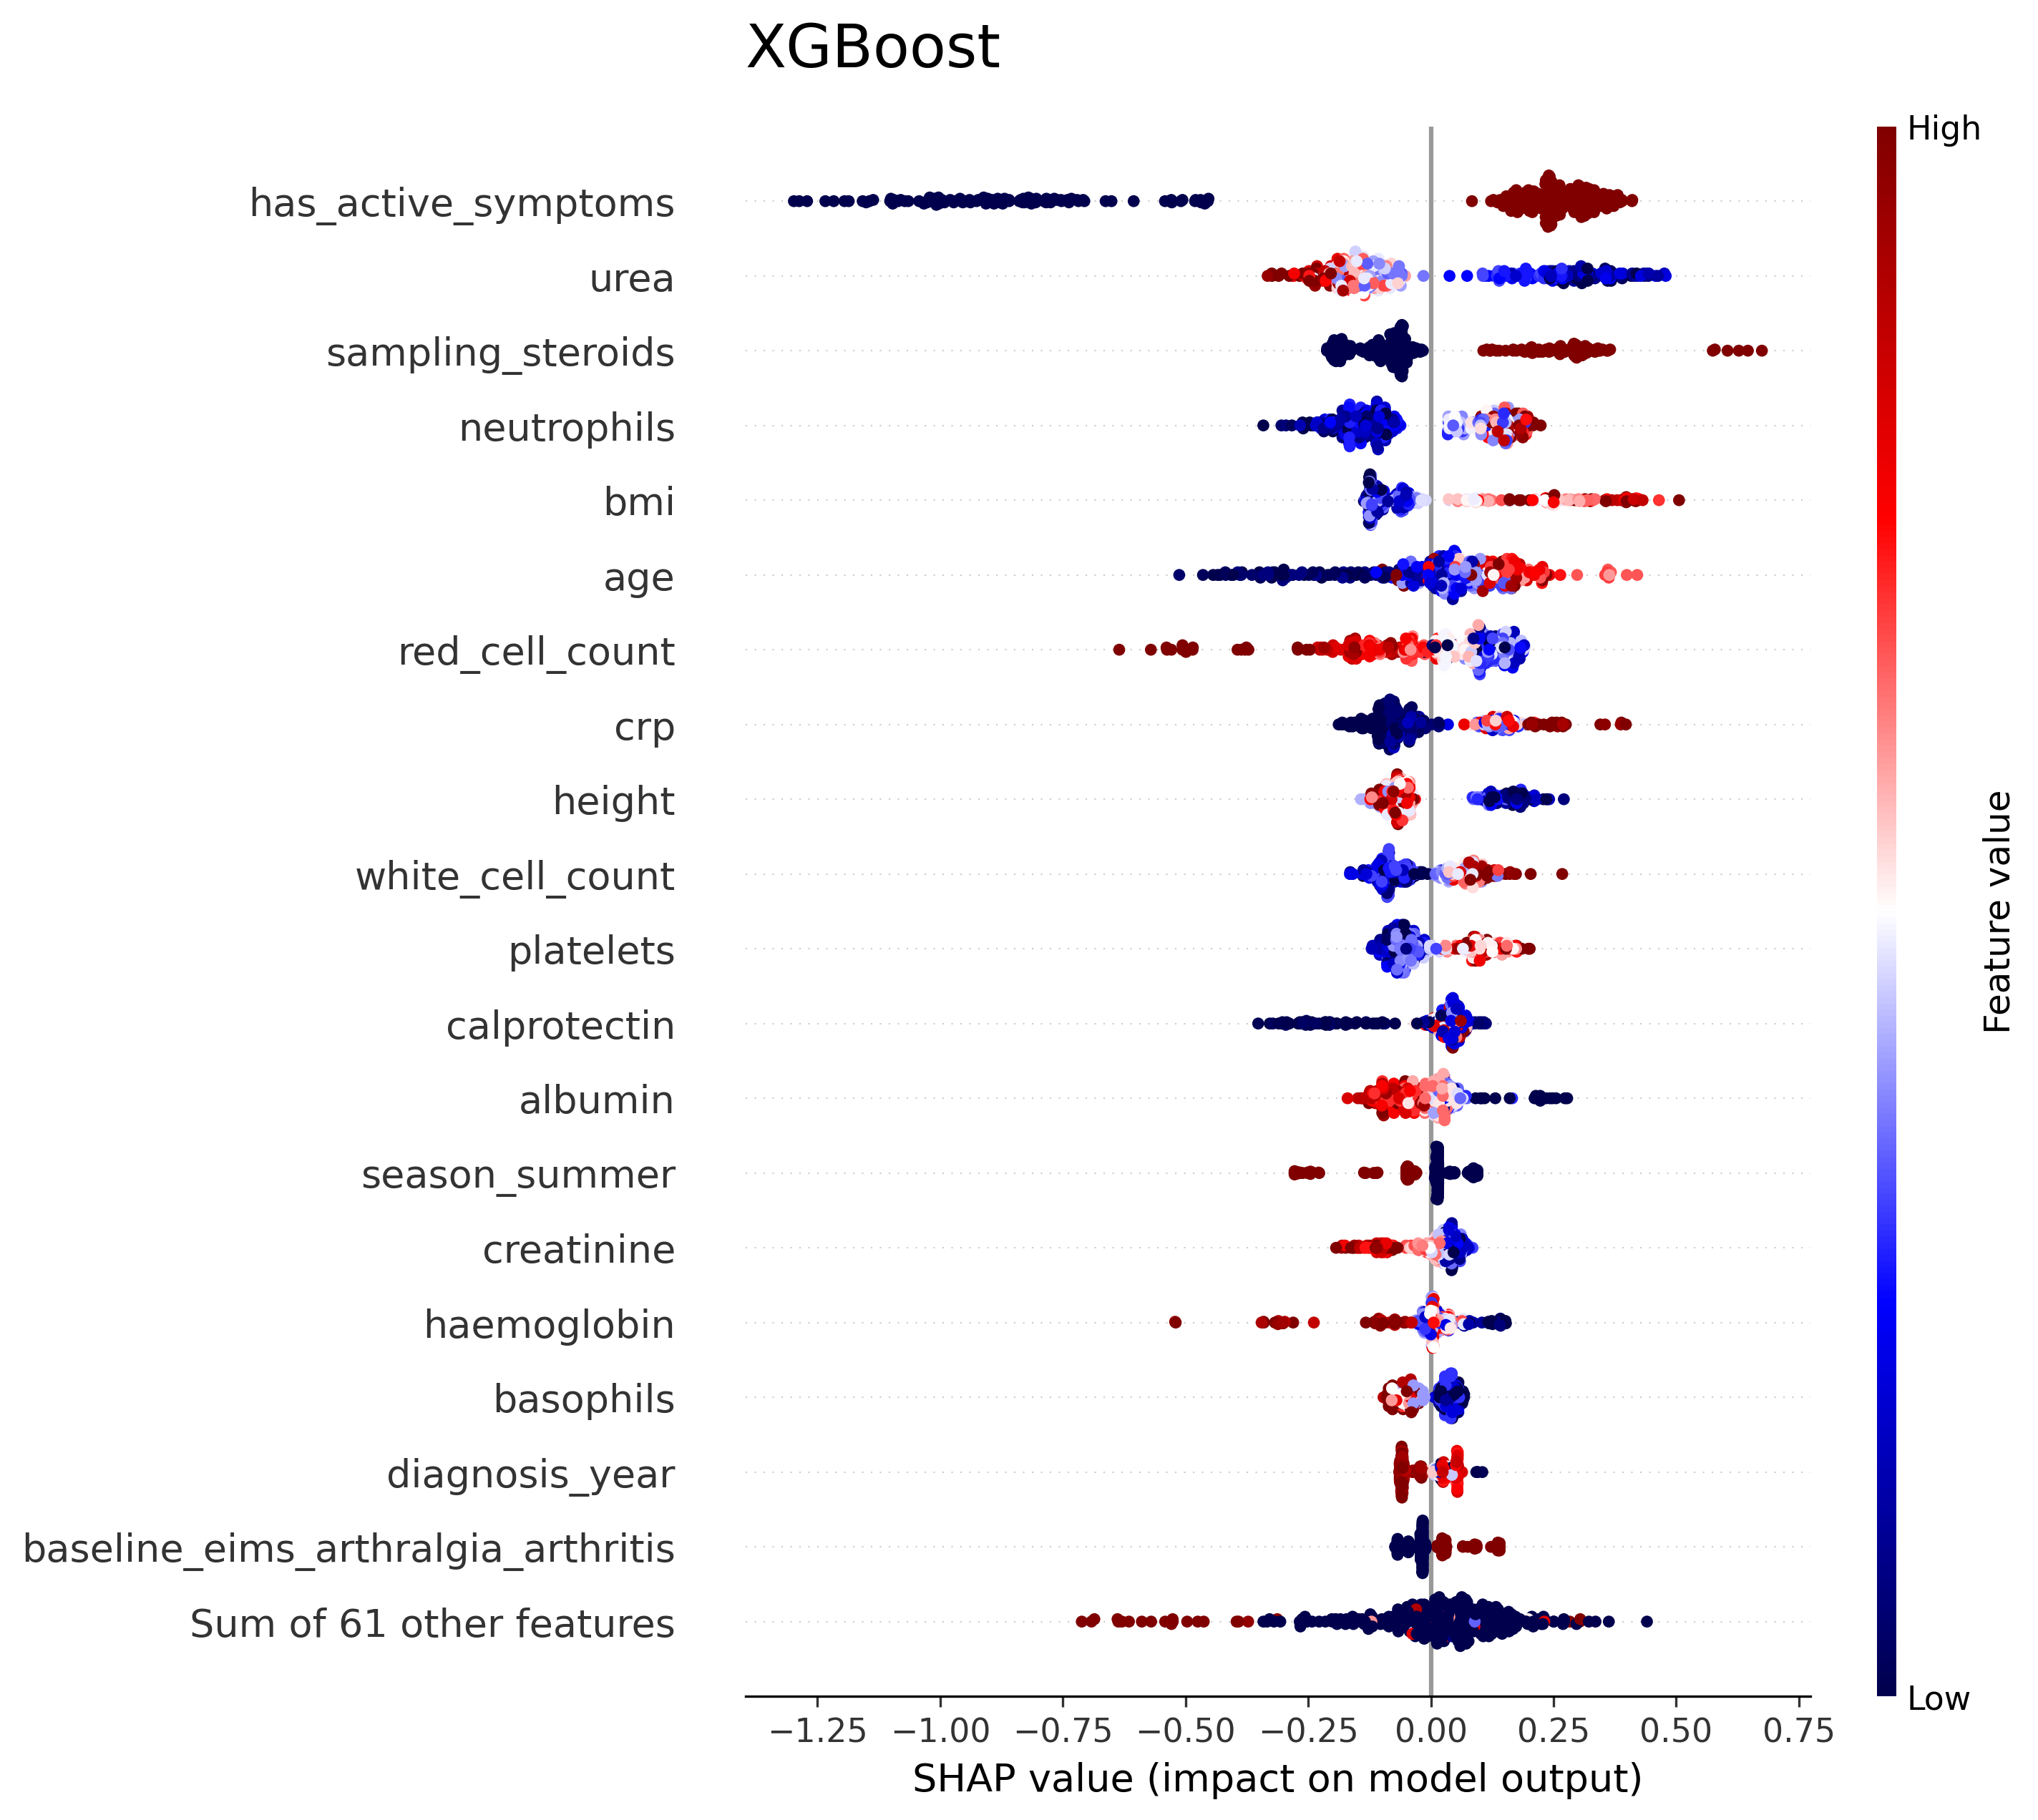 XGBoost
High
has_active_symptoms
urea
sampling_steroids
neutrophils
bmi
age
red_cell_count
crp
height
white_cell_count
platelets
calprotectin
albumin
season_summer
creatinine
haemoglobin
basophils
diagnosis_year
baseline_eims_arthralgia_arthritis
Sum of 61 other features
Feature value
Low
−1.25 −1.00 −0.75 −0.50 −0.25 0.00 0.25 0.50 0.75
SHAP value (impact on model output)